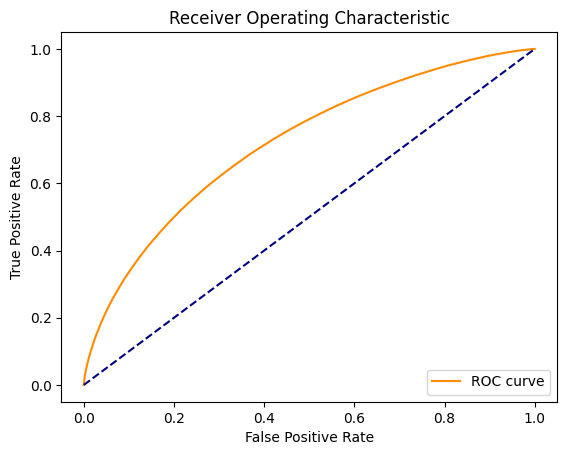 Receiver Operating Characteristic
1.0
0.8
0.6
0.4
0.2
0.0
True Positive Rate
ROC curve
0.0 0.2 0.4 0.6 0.8 1.0
False Positive Rate